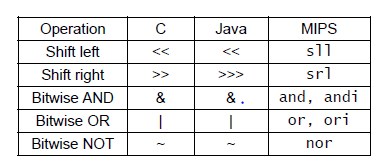 Operation C Java MIPS
Shift left << << sll
Shift right >> >>> srl
Bitwise AND & & . and, andi
Bitwise OR | | or, ori
Bitwise NOT ~ ~ nor